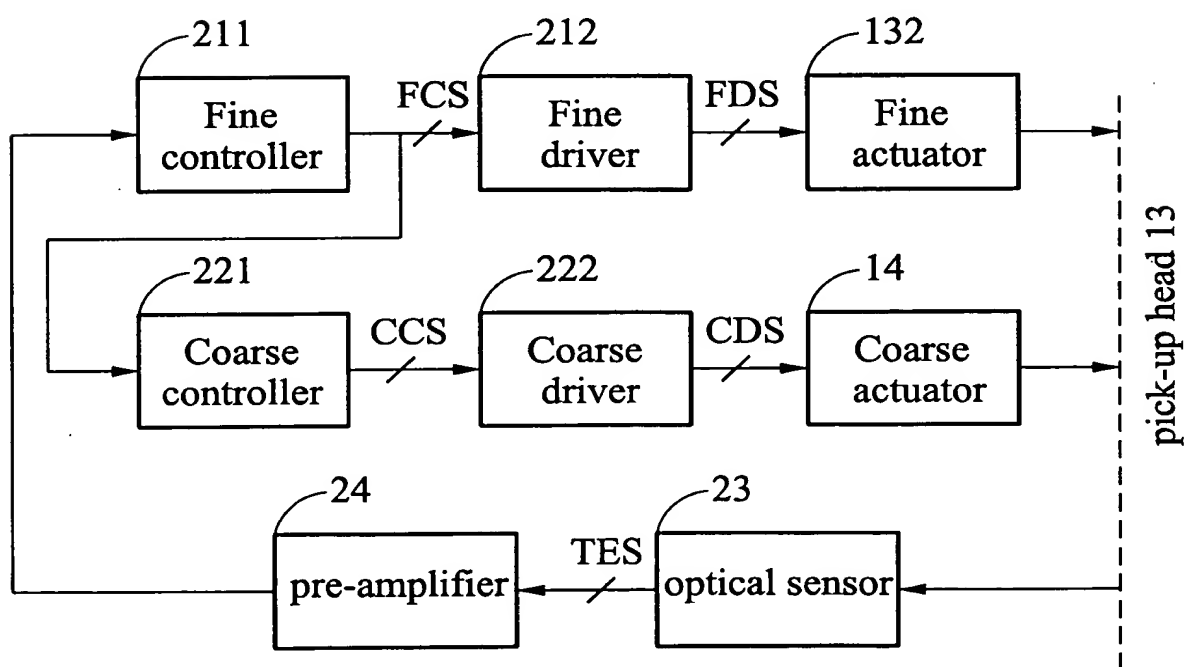 211
212
132
Fine
controller
FCS
Fine
driver
FDS
Fine
actuator
221
222
14
Coarse
controller
CCS
Coarse
driver
CDS
Coarse
actuator
pick-up head 13
24
23
pre-amplifier
TES
optical sensor